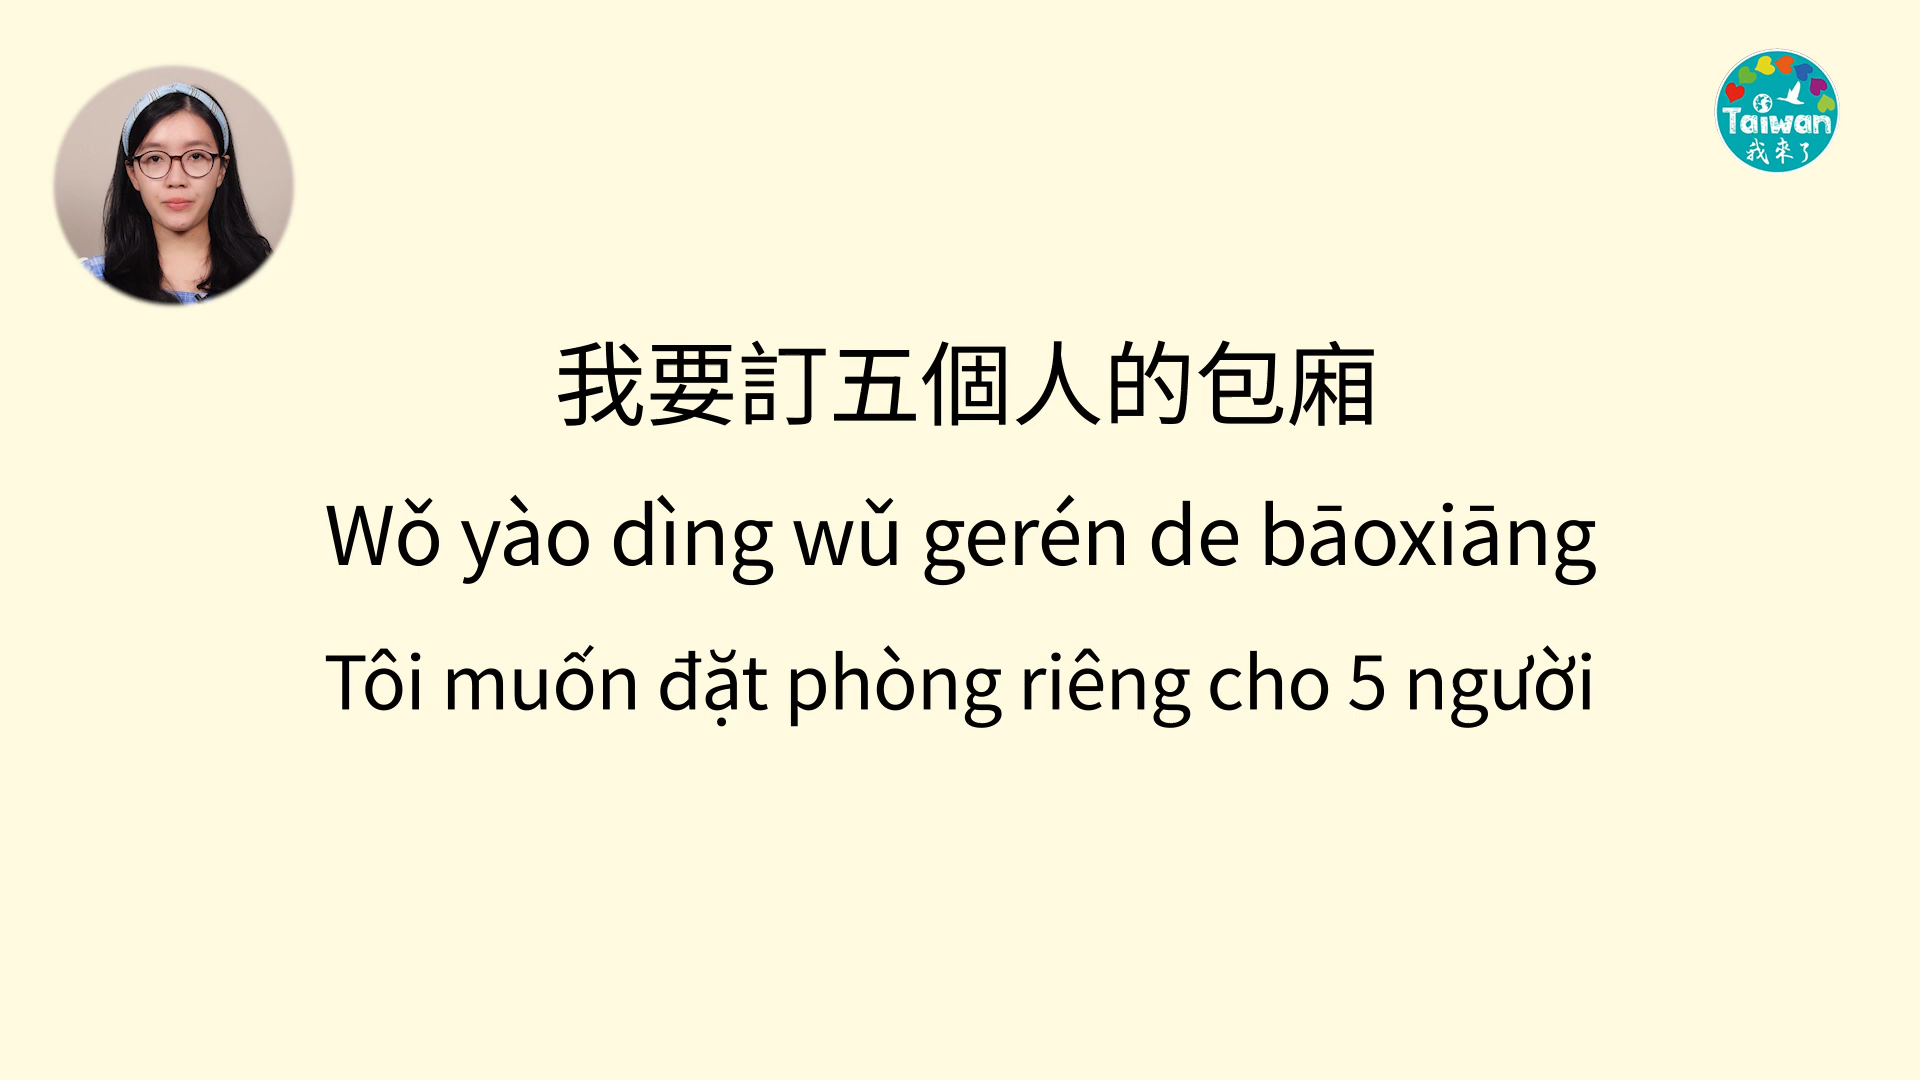 Taiwan
我來了
我要訂五個人的包廂
Wǒ yào dìng wǔ gerén de bāoxiāng
Tôi muốn đặt phòng riêng cho 5 người